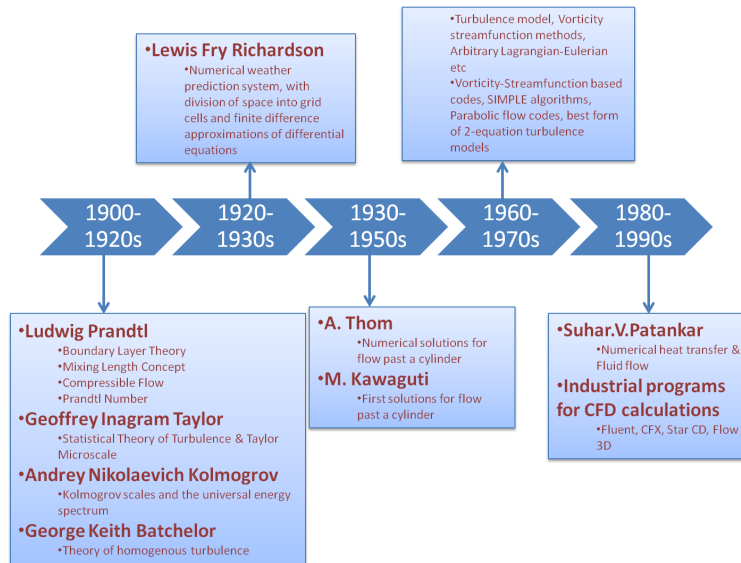 •Lewis Fry Richardson
•Numerical weather
prediction system, with
division of space into grid
cells and finite difference
approximations of differential
equations
•Turbulence model, Vorticity
streamfunction methods,
Arbitrary Lagrangian-Eulerian
etc
•Vorticity-Streamfunction based
codes, SIMPLE algorithms,
Parabolic flow codes, best form
of 2-equation turbulence
models
1900-
1920s
1920-
1930s
1930-
1950s
1960-
1970s
1980-
1990s
•Ludwig Prandtl
•Boundary Layer Theory
•Mixing Length Concept
•Compressible Flow
•Prandtl Number
•Geoffrey Inagram Taylor
•Statistical Theory of Turbulence & Taylor
Microscale
•Andrey Nikolaevich Kolmogrov
•Kolmogrov scales and the universal energy
spectrum
•George Keith Batchelor
•Theory of homogenous turbulence
•A. Thom
•Numerical solutions for
flow past a cylinder
•M. Kawaguti
•First solutions for flow
past a cylinder
•Suhar.V.Patankar
•Numerical heat transfer &
Fluid flow
•Industrial programs
for CFD calculations
•Fluent, CFX, Star CD, Flow
3D